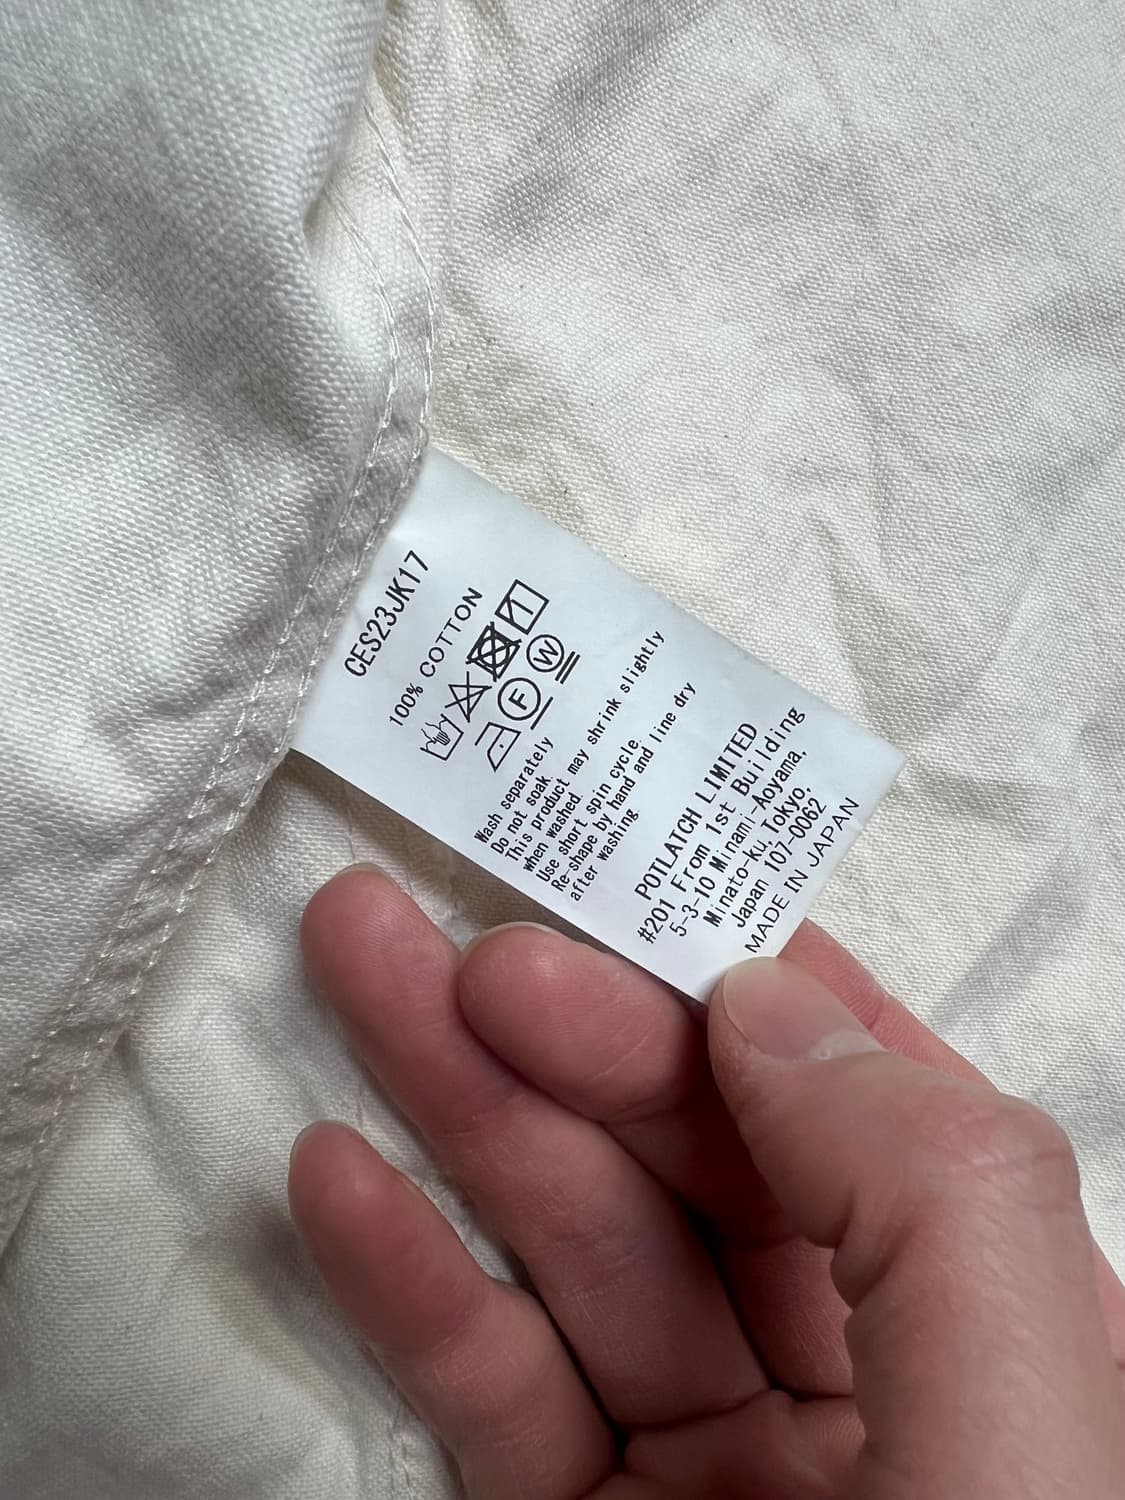 CES23JK17
100% COTTON
F W
Wash separately
Do not soak.
This product may shrink slightly
when washed.
Use short spin cycle.
Re-shape by hand and line dry
after washing.
POTLATCH LIMITED
#201 From 1st Building
5-3-10 Minami-Aoyama,
Minato-ku, Tokyo,
Japan 107-0062
MADE IN JAPAN